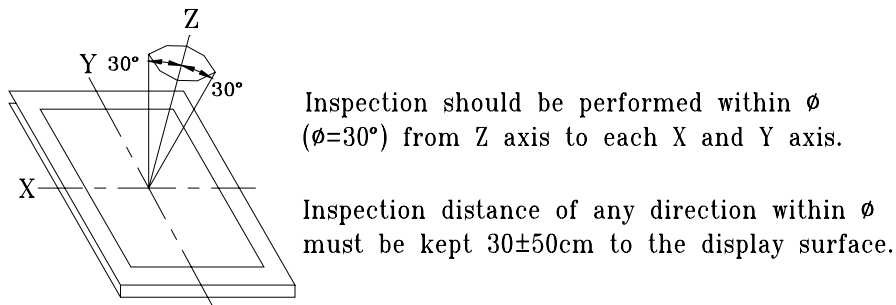 Z
Y 30°
30°
X
Inspection should be performed within ø
(ø=30°) from Z axis to each X and Y axis.
Inspection distance of any direction within ø
must be kept 30±50cm to the display surface.